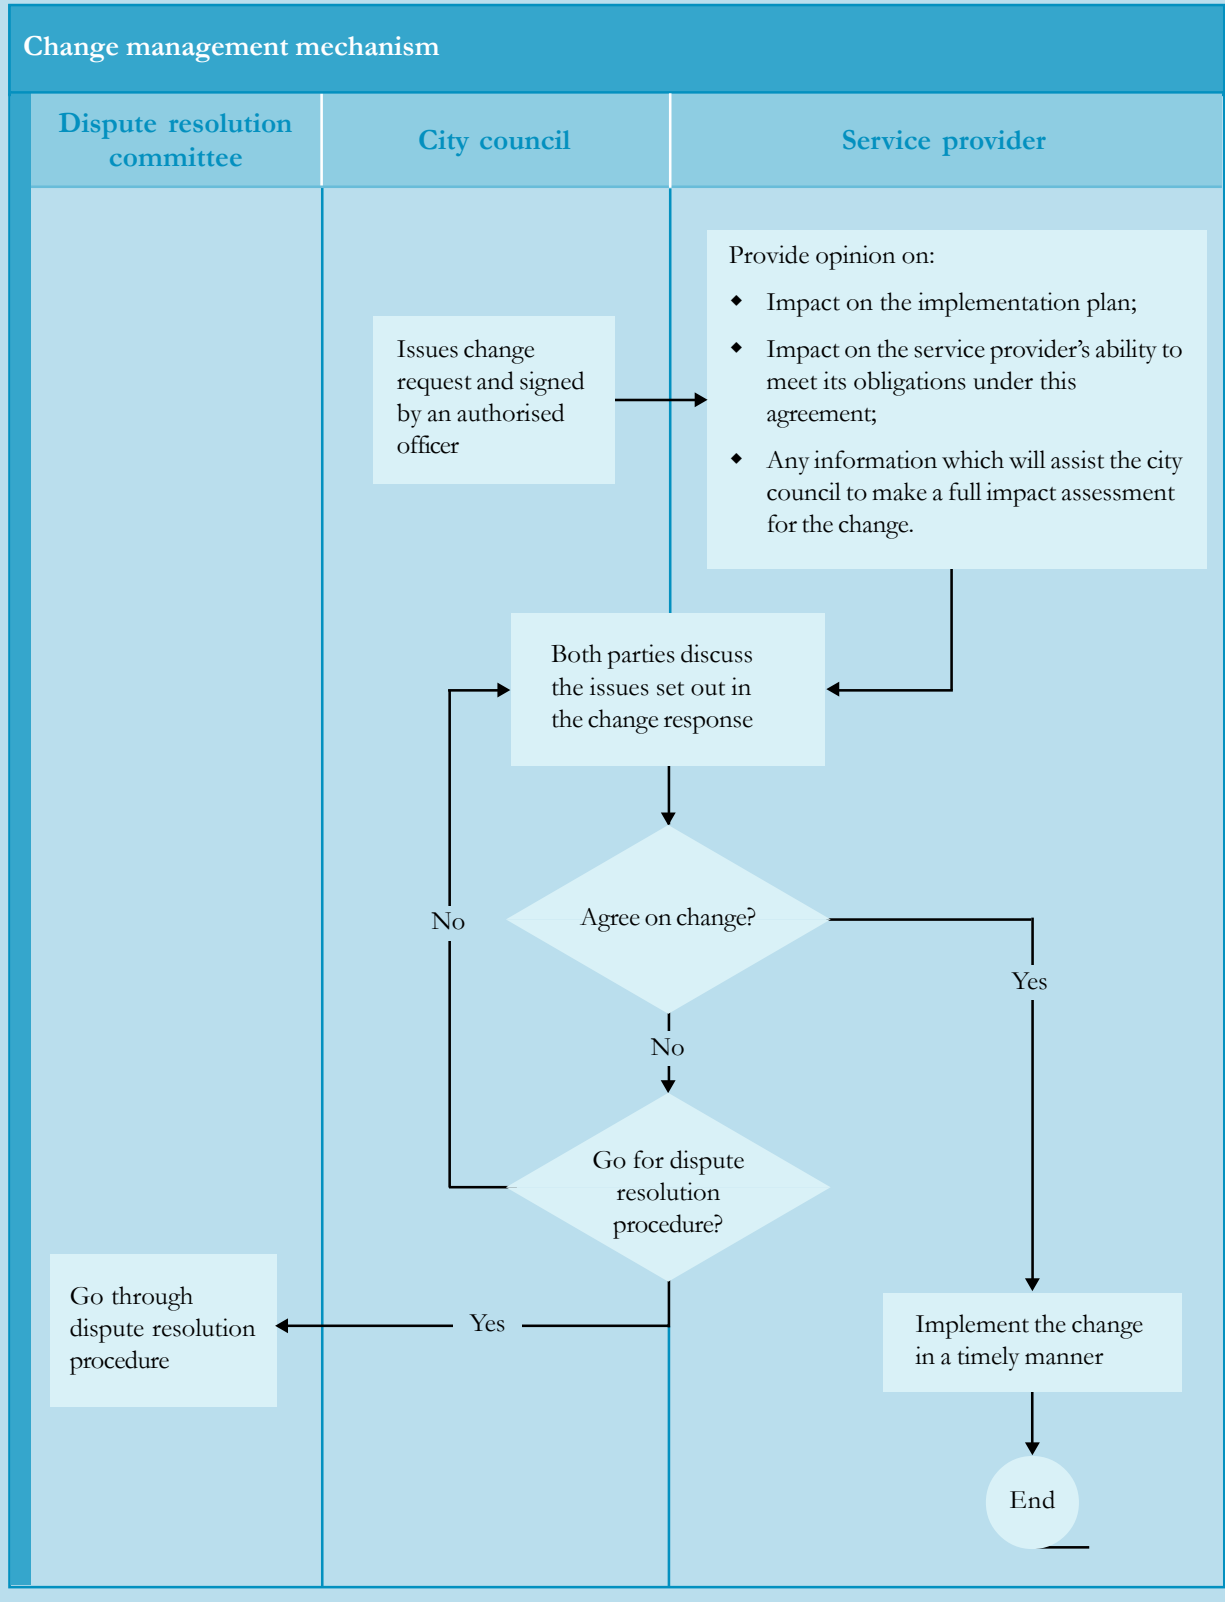 Change management mechanism
Dispute resolution
committee
City council
Service provider
Provide opinion on:
◆ Impact on the implementation plan;
◆ Impact on the service provider's ability to
meet its obligations under this
agreement;
◆ Any information which will assist the city
council to make a full impact assessment
for the change.
Issues change
request and signed
by an authorised
officer
Both parties discuss
the issues set out in
the change response
Agree on change?
No
Yes
No
Go for dispute
resolution
procedure?
Yes
Go through
dispute resolution
procedure
Implement the change
in a timely manner
End